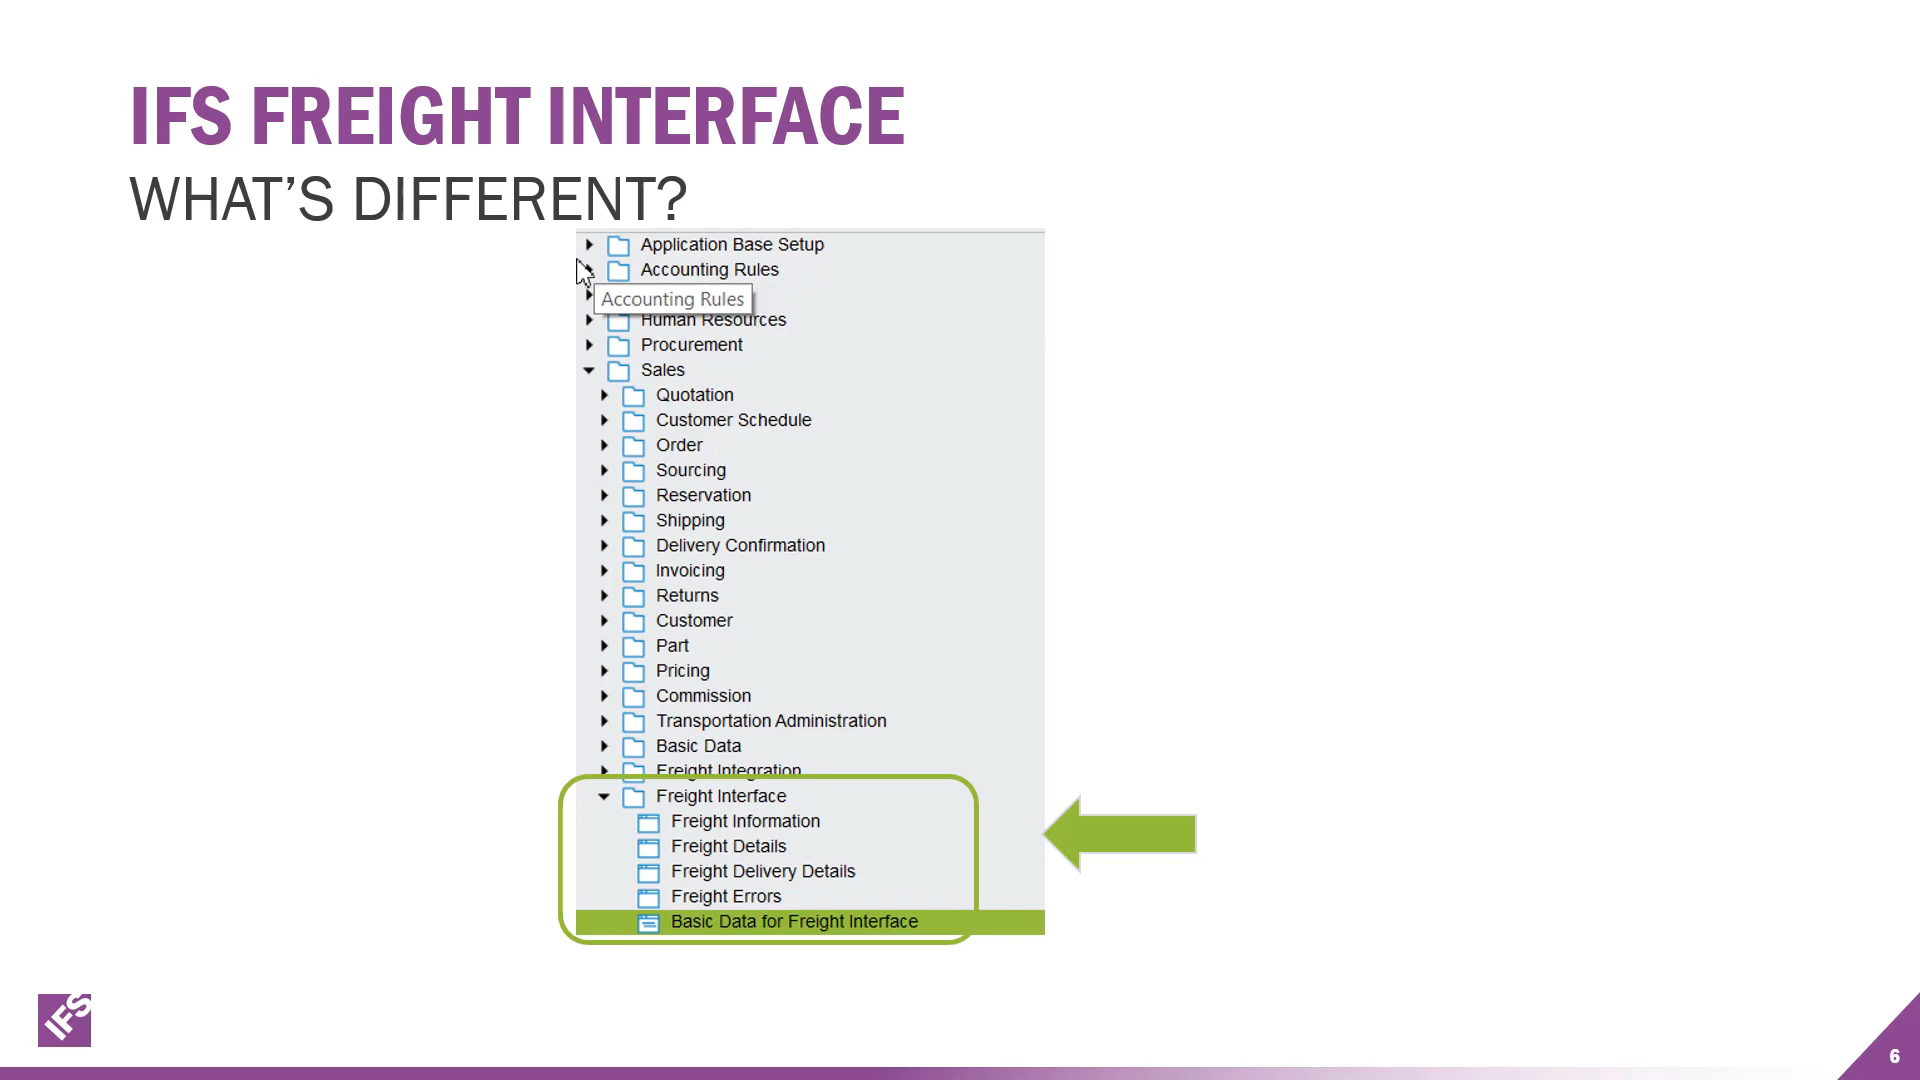 IFS FREIGHT INTERFACE
WHAT’S DIFFERENT?
Application Base Setup
Accounting Rules
Accounting Rules
Human Resources
Procurement
Sales
Quotation
Customer Schedule
Order
Sourcing
Reservation
Shipping
Delivery Confirmation
Invoicing
Returns
Customer
Part
Pricing
Commission
Transportation Administration
Basic Data
Freight Integration
Freight Interface
Freight Information
Freight Details
Freight Delivery Details
Freight Errors
Basic Data for Freight Interface
IFS
6